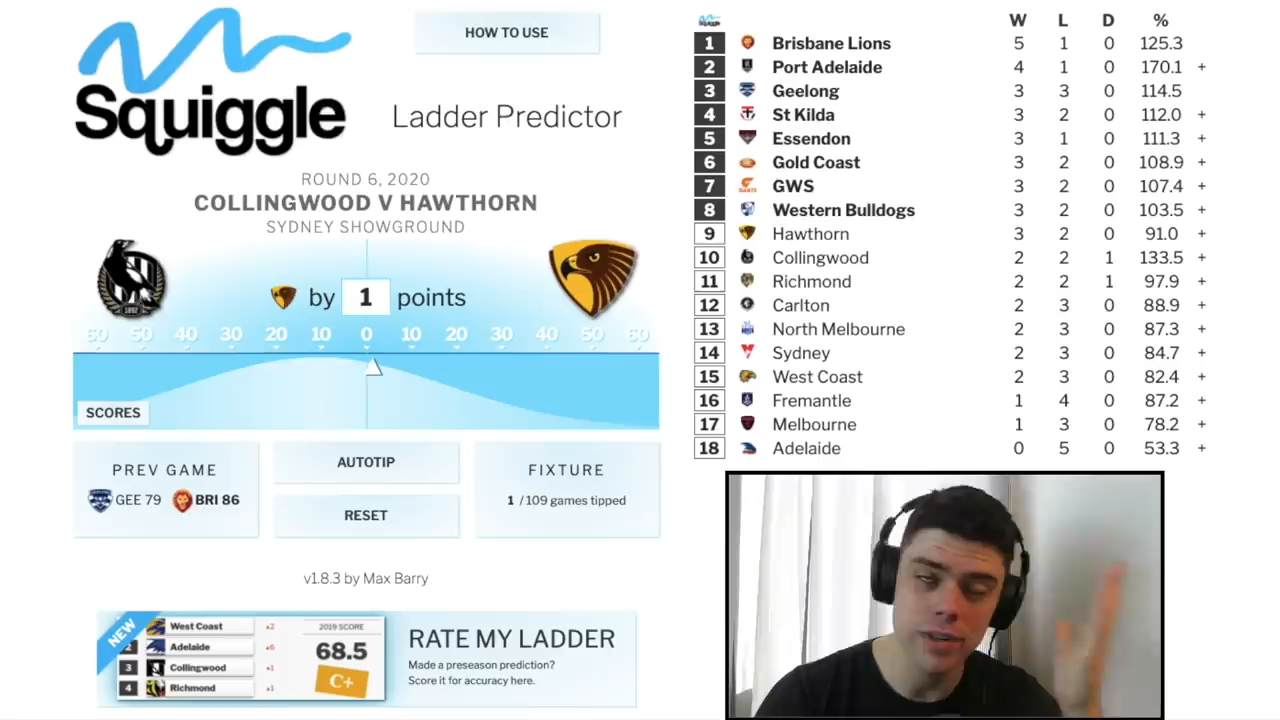 Squiggle
HOW TO USE
Ladder Predictor
ROUND 6, 2020
COLLINGWOOD V HAWTHORN
SYDNEY SHOWGROUND
1892
by 1 points
60 50 40 30 20 10 0 10 20 30 40 50 60
SCORES
PREV GAME
GEE 79 BRI 86
AUTOTIP
RESET
FIXTURE
1 / 109 games tipped
v1.8.3 by Max Barry
NEW
West Coast +2
2 Adelaide +6
3 Collingwood +1
4 Richmond +1
2019 SCORE
68.5
C+
RATE MY LADDER
Made a preseason prediction?
Score it for accuracy here.
W L D %
1 Brisbane Lions 5 1 0 125.3
2 Port Adelaide 4 1 0 170.1 +
3 Geelong 3 3 0 114.5
4 St Kilda 3 2 0 112.0 +
5 Essendon 3 1 0 111.3 +
6 Gold Coast 3 2 0 108.9 +
7 GWS 3 2 0 107.4 +
8 Western Bulldogs 3 2 0 103.5 +
9 Hawthorn 3 2 0 91.0 +
10 Collingwood 2 2 1 133.5 +
11 Richmond 2 2 1 97.9 +
12 Carlton 2 3 0 88.9 +
13 North Melbourne 2 3 0 87.3 +
14 Sydney 2 3 0 84.7 +
15 West Coast 2 3 0 82.4 +
16 Fremantle 1 4 0 87.2 +
17 Melbourne 1 3 0 78.2 +
18 Adelaide 0 5 0 53.3 +